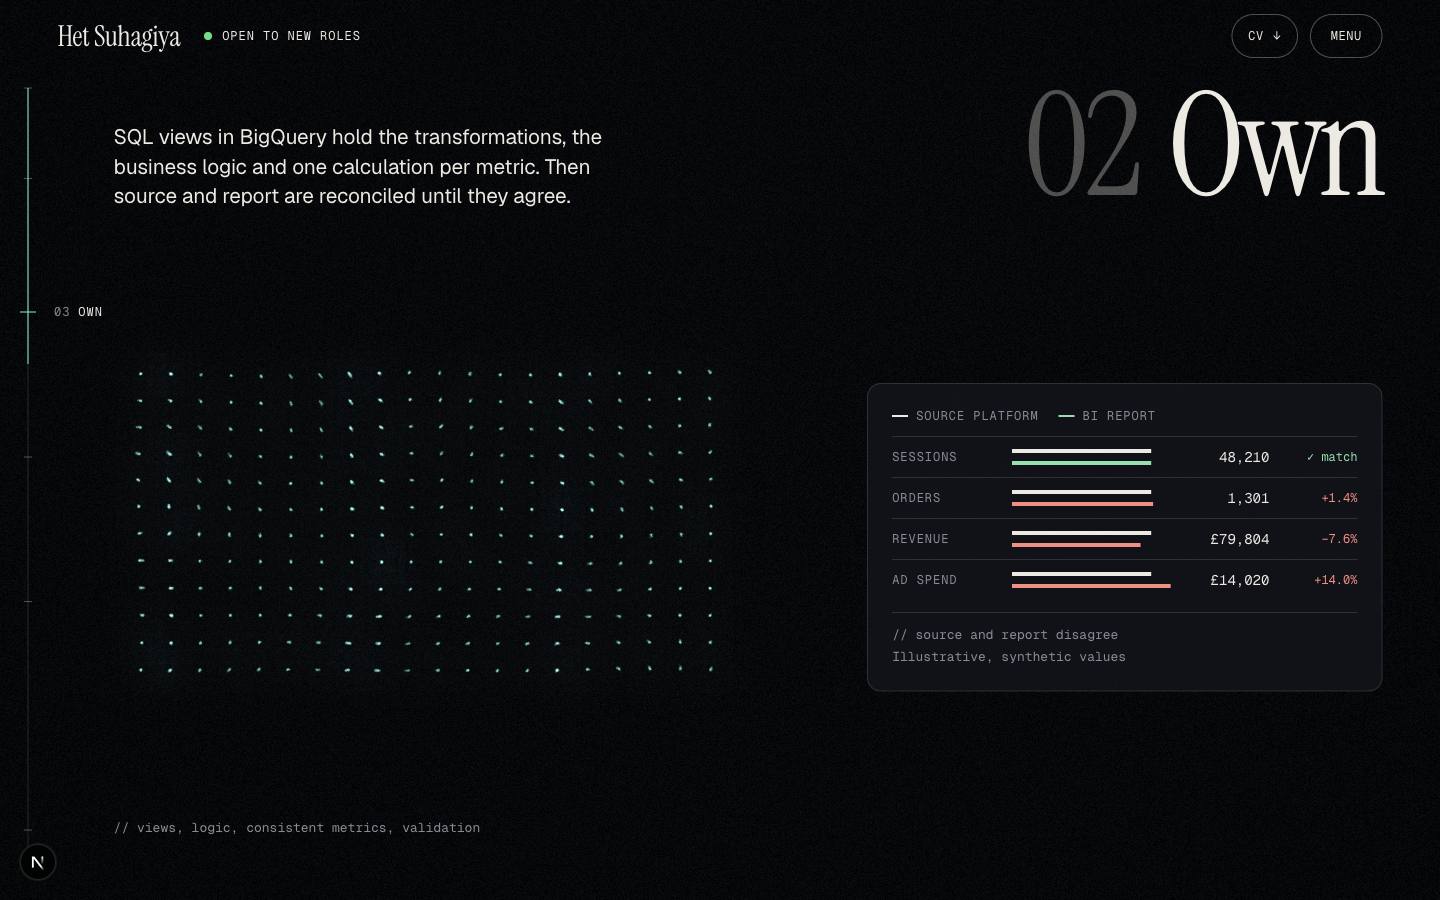 Het Suhagiya
OPEN TO NEW ROLES
CV ↓
MENU
SQL views in BigQuery hold the transformations, the
business logic and one calculation per metric. Then
source and report are reconciled until they agree.
02 Own
03 OWN
SOURCE PLATFORM
BI REPORT
SESSIONS 48,210 ✓ match
ORDERS 1,301 +1.4%
REVENUE £79,804 −7.6%
AD SPEND £14,020 +14.0%
// source and report disagree
Illustrative, synthetic values
// views, logic, consistent metrics, validation
N